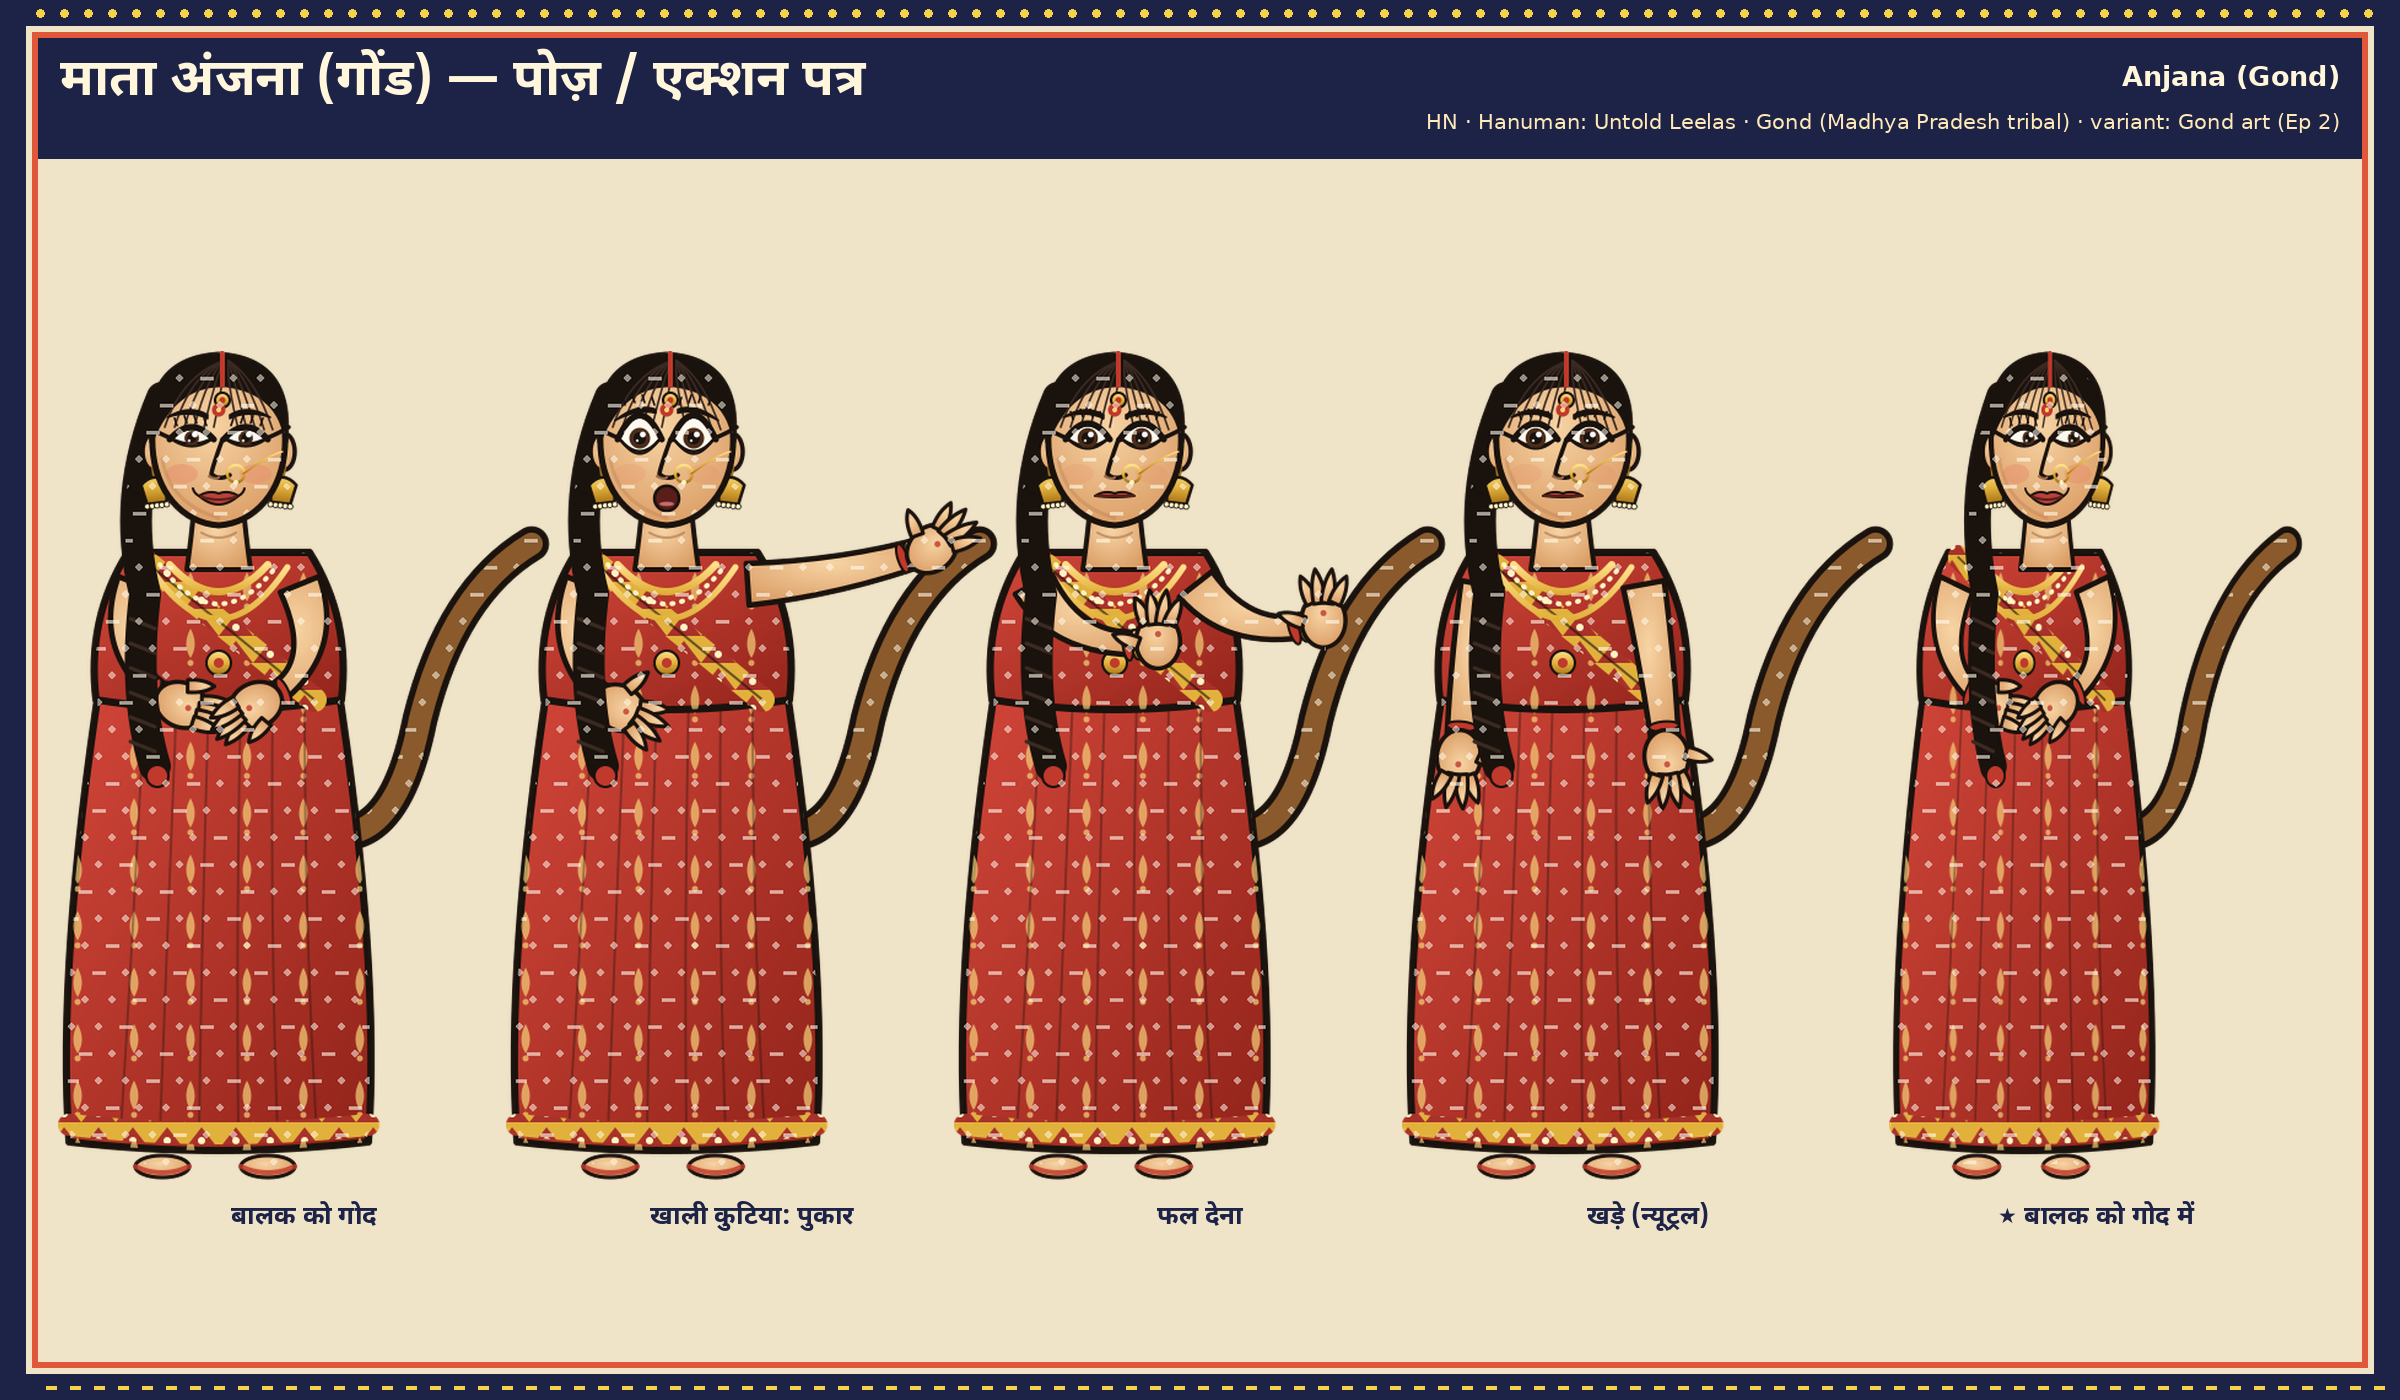 माता अंजना (गोंड) — पोज़ / एक्शन पत्र
Anjana (Gond)
HN · Hanuman: Untold Leelas · Gond (Madhya Pradesh tribal) · variant: Gond art (Ep 2)
बालक को गोद
खाली कुटिया: पुकार
फल देना
खड़े (न्यूट्रल)
★ बालक को गोद में